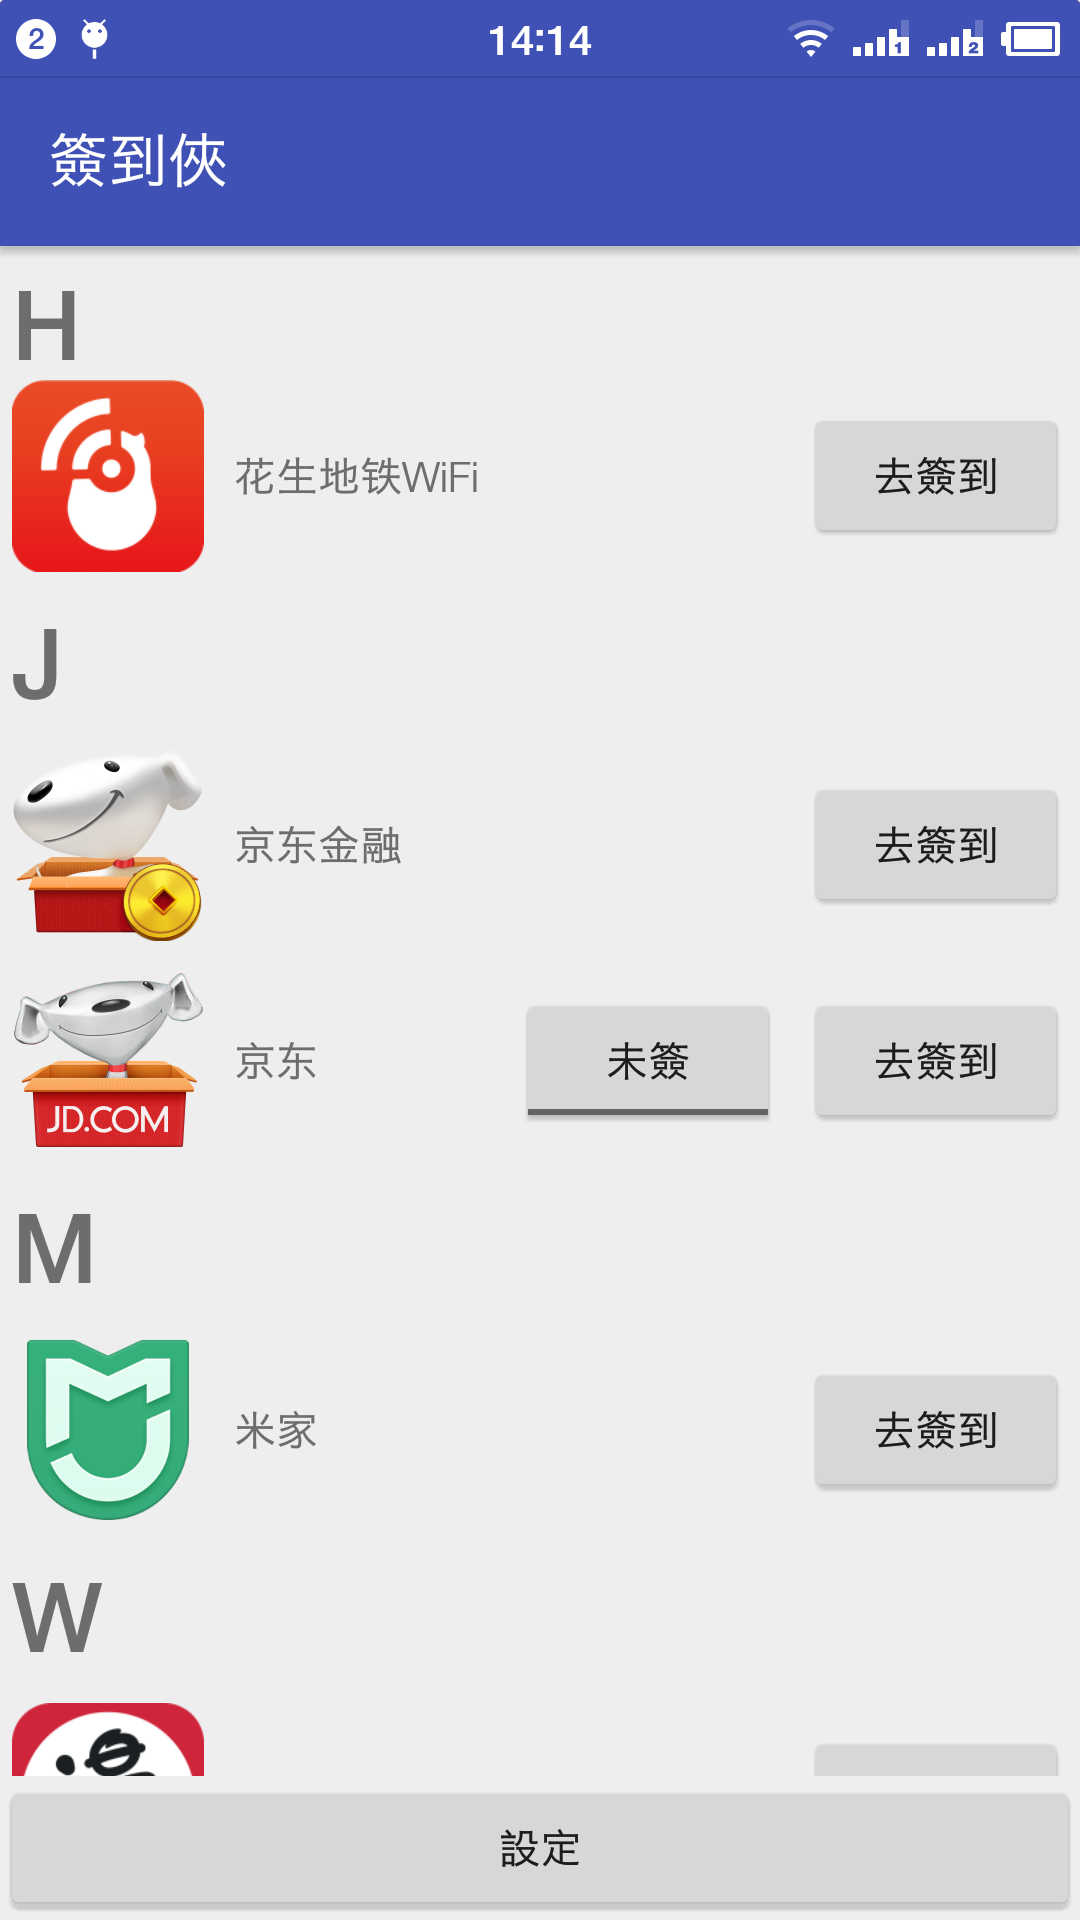 2 14:14 1 2
簽到俠
H
花生地铁WiFi 去簽到
J
京东金融 去簽到
京东 未簽 去簽到
JD.COM
M
米家 去簽到
W
設定